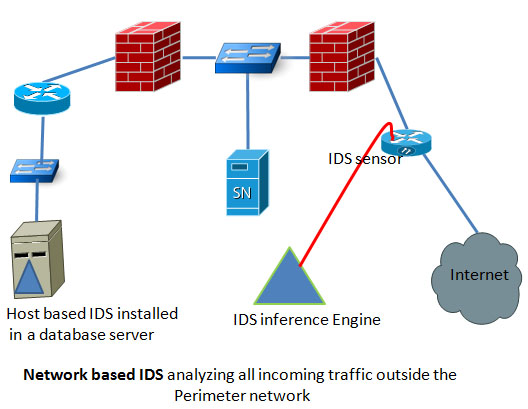 IDS sensor
SN
Internet
Host based IDS installed
in a database server
IDS inference Engine
Network based IDS analyzing all incoming traffic outside the
Perimeter network